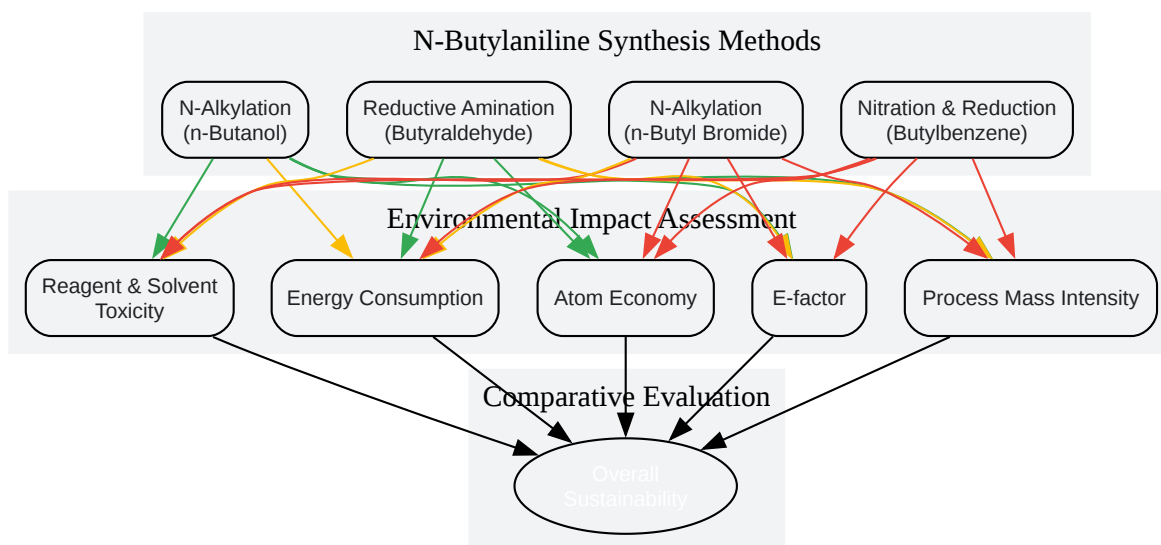 N-Butylaniline Synthesis Methods
N-Alkylation
(n-Butanol)
Reductive Amination
(Butyraldehyde)
N-Alkylation
(n-Butyl Bromide)
Nitration & Reduction
(Butylbenzene)
Environmental Impact Assessment
Reagent & Solvent
Toxicity
Energy Consumption
Atom Economy
E-factor
Process Mass Intensity
Comparative Evaluation
Overall
Sustainability